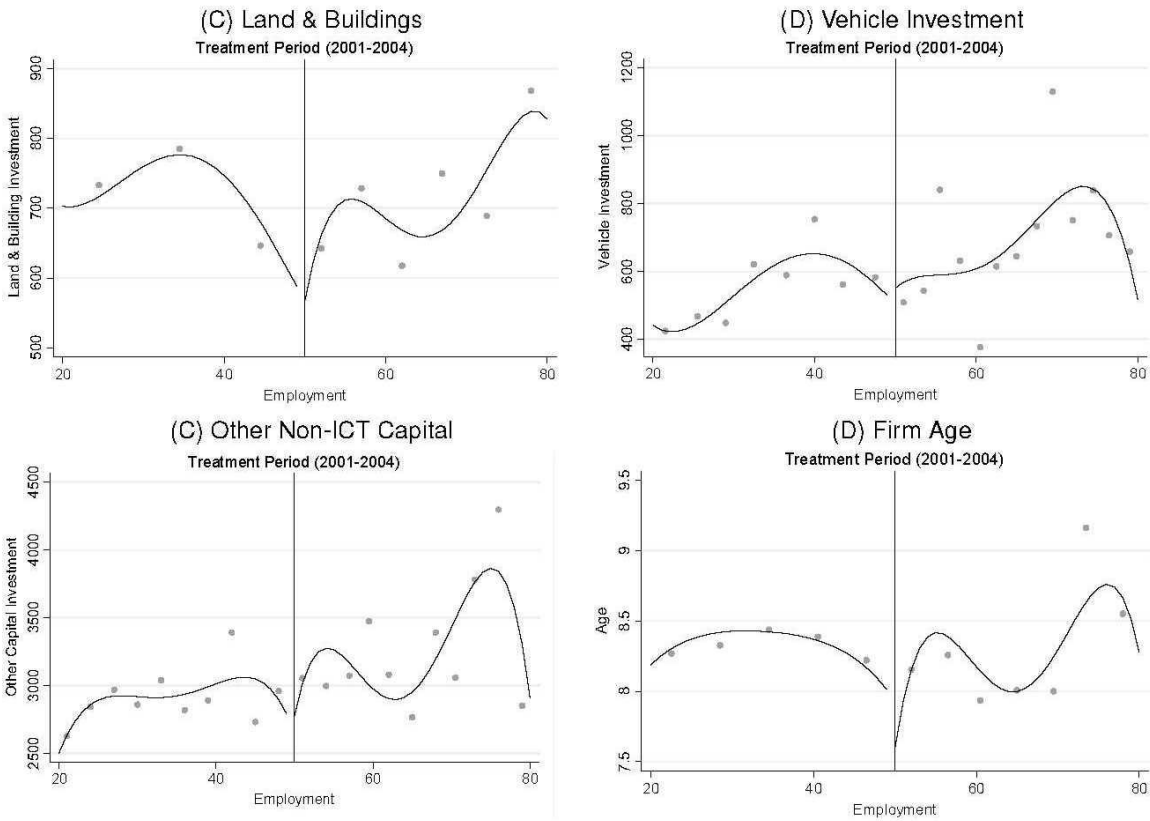 (C) Land & Buildings
Treatment Period (2001-2004)
Land & Building Investment
900
800
700
600
500
20
40
60
80
Employment
(D) Vehicle Investment
Treatment Period (2001-2004)
Vehicle Investment
1200
1000
800
600
400
20
40
60
80
Employment
(C) Other Non-ICT Capital
Treatment Period (2001-2004)
Other Capital Investment
4500
4000
3500
3000
2500
20
40
60
80
Employment
(D) Firm Age
Treatment Period (2001-2004)
Age
9.5
9
8.5
8
7.5
20
40
60
80
Employment